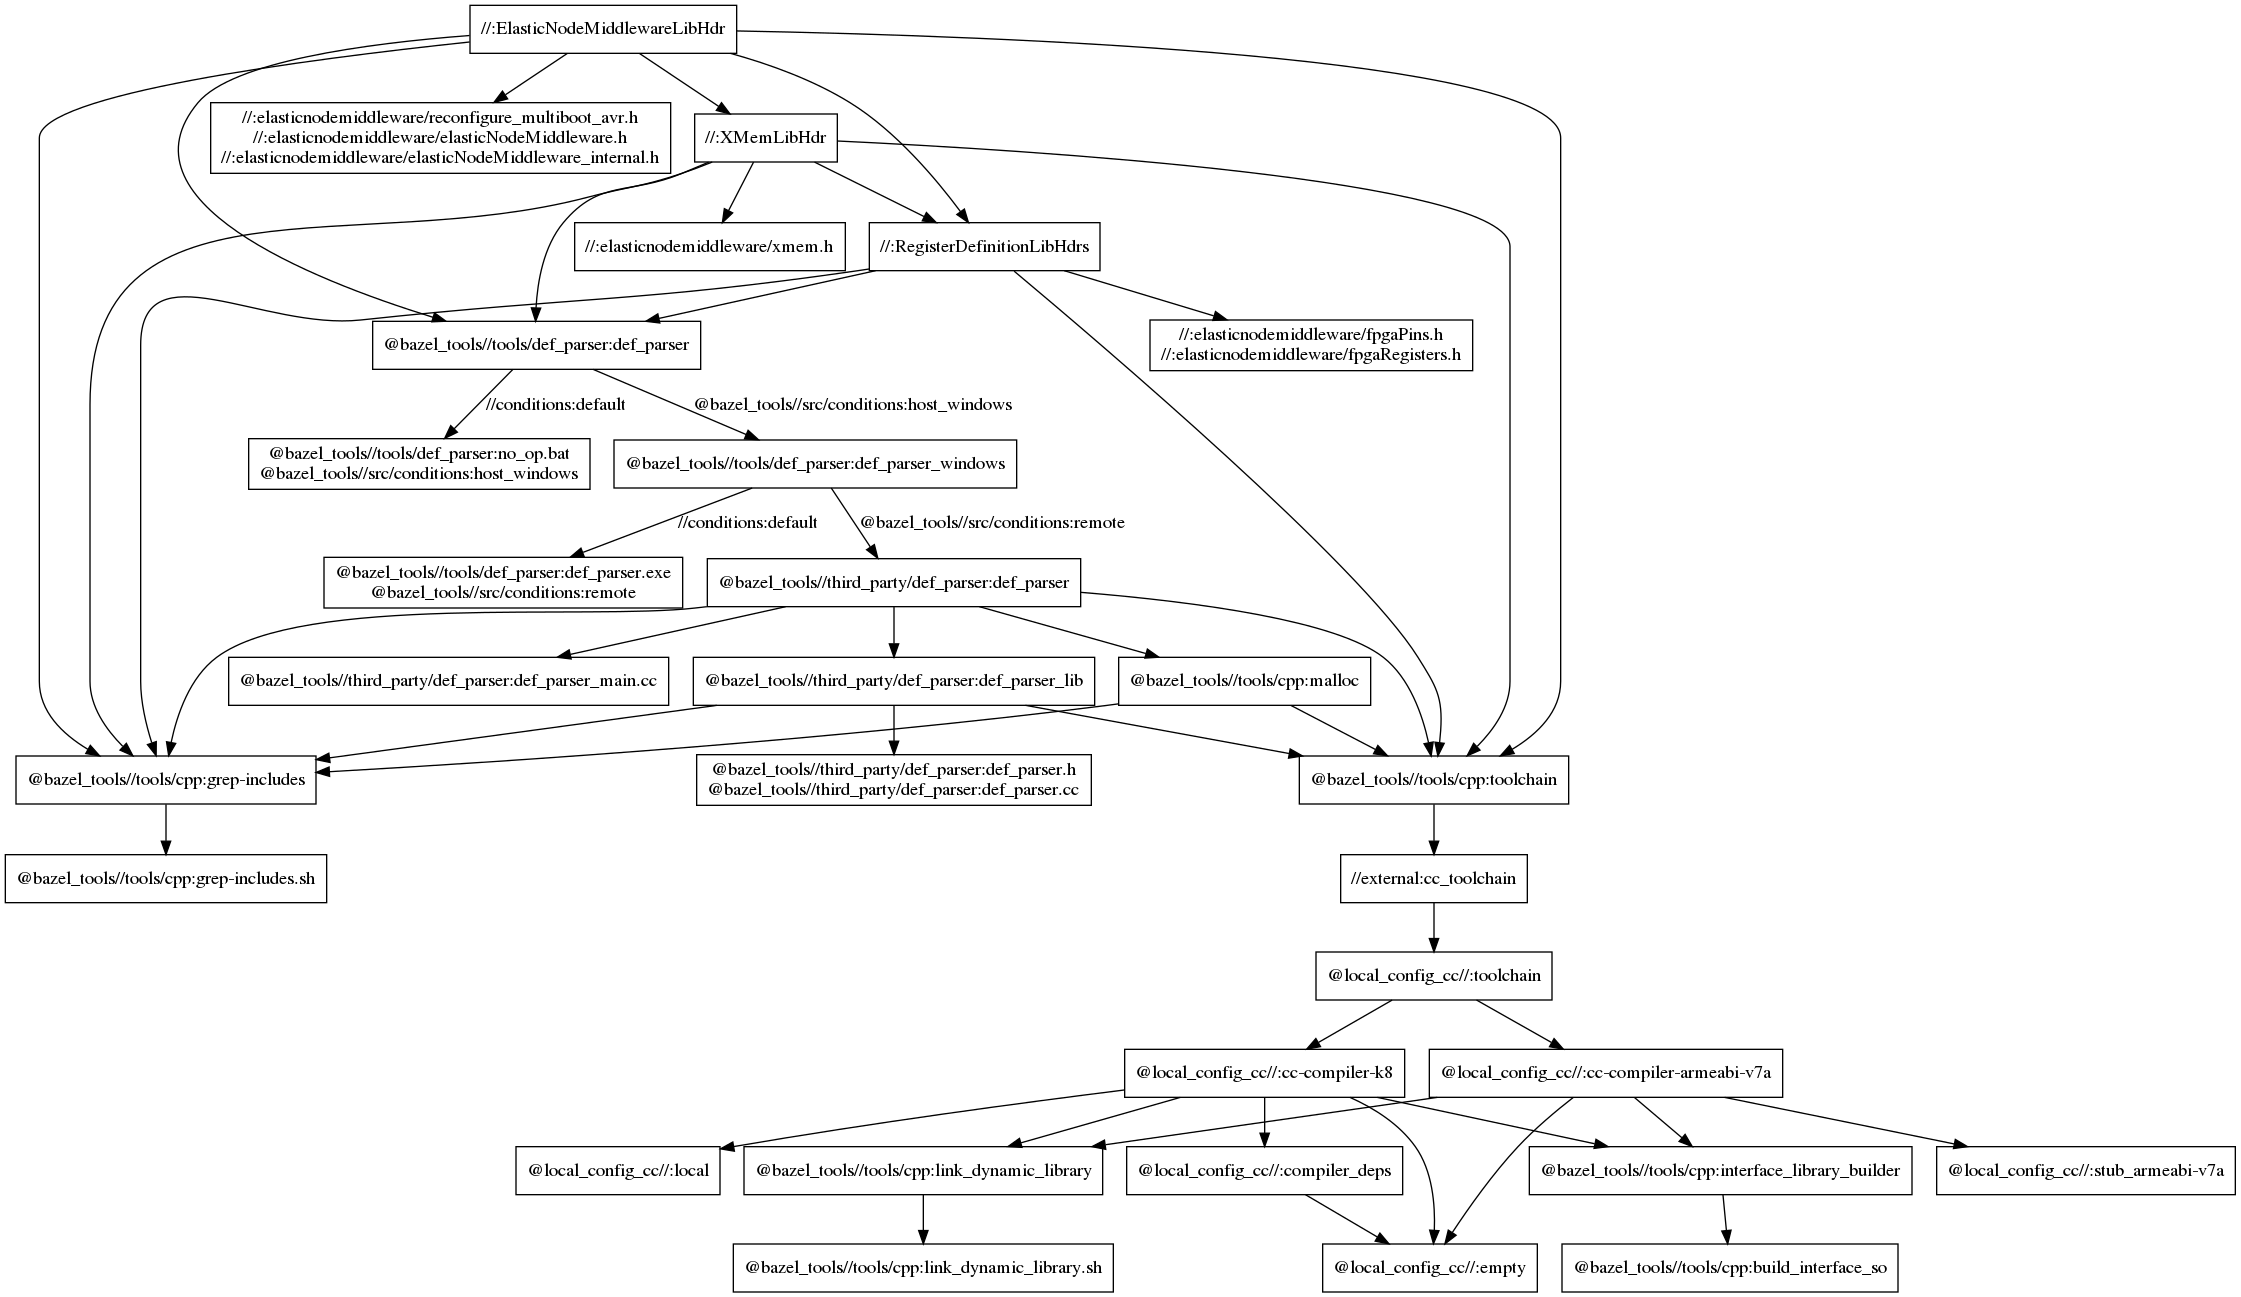 //:ElasticNodeMiddlewareLibHdr
//:elasticnodemiddleware/reconfigure_multiboot_avr.h
//:elasticnodemiddleware/elasticNodeMiddleware.h
//:elasticnodemiddleware/elasticNodeMiddleware_internal.h
//:XMemLibHdr
//:elasticnodemiddleware/xmem.h
//:RegisterDefinitionLibHdrs
@bazel_tools//tools/def_parser:def_parser
//:elasticnodemiddleware/fpgaPins.h
//:elasticnodemiddleware/fpgaRegisters.h
//conditions:default
@bazel_tools//src/conditions:host_windows
@bazel_tools//tools/def_parser:no_op.bat
@bazel_tools//src/conditions:host_windows
@bazel_tools//tools/def_parser:def_parser_windows
//conditions:default
@bazel_tools//src/conditions:remote
@bazel_tools//tools/def_parser:def_parser.exe
@bazel_tools//src/conditions:remote
@bazel_tools//third_party/def_parser:def_parser
@bazel_tools//third_party/def_parser:def_parser_main.cc
@bazel_tools//third_party/def_parser:def_parser_lib
@bazel_tools//tools/cpp:malloc
@bazel_tools//tools/cpp:grep-includes
@bazel_tools//third_party/def_parser:def_parser.h
@bazel_tools//third_party/def_parser:def_parser.cc
@bazel_tools//tools/cpp:toolchain
@bazel_tools//tools/cpp:grep-includes.sh
//external:cc_toolchain
@local_config_cc//:toolchain
@local_config_cc//:cc-compiler-k8
@local_config_cc//:cc-compiler-armeabi-v7a
@local_config_cc//:local
@bazel_tools//tools/cpp:link_dynamic_library
@local_config_cc//:compiler_deps
@bazel_tools//tools/cpp:interface_library_builder
@local_config_cc//:stub_armeabi-v7a
@bazel_tools//tools/cpp:link_dynamic_library.sh
@local_config_cc//:empty
@bazel_tools//tools/cpp:build_interface_so